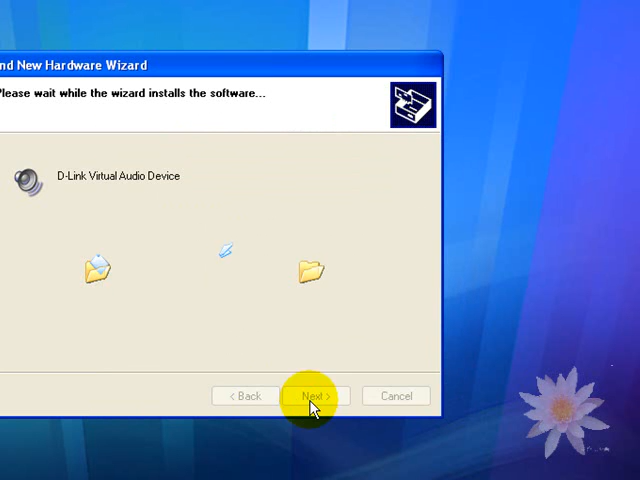 nd New Hardware Wizard
Please wait while the wizard installs the software...
D-Link Virtual Audio Device
< Back
Next >
Cancel